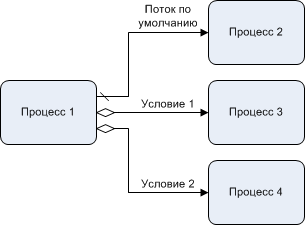 Поток по
умолчанию
Процесс 2
Процесс 1
Условие 1
Процесс 3
Условие 2
Процесс 4